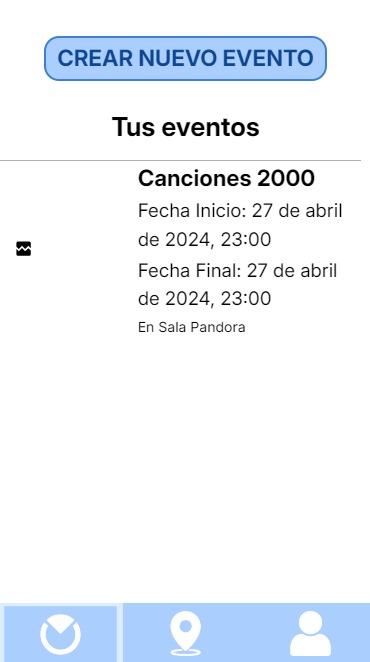 CREAR NUEVO EVENTO
Tus eventos
Canciones 2000
Fecha Inicio: 27 de abril
de 2024, 23:00
Fecha Final: 27 de abril
de 2024, 23:00
En Sala Pandora